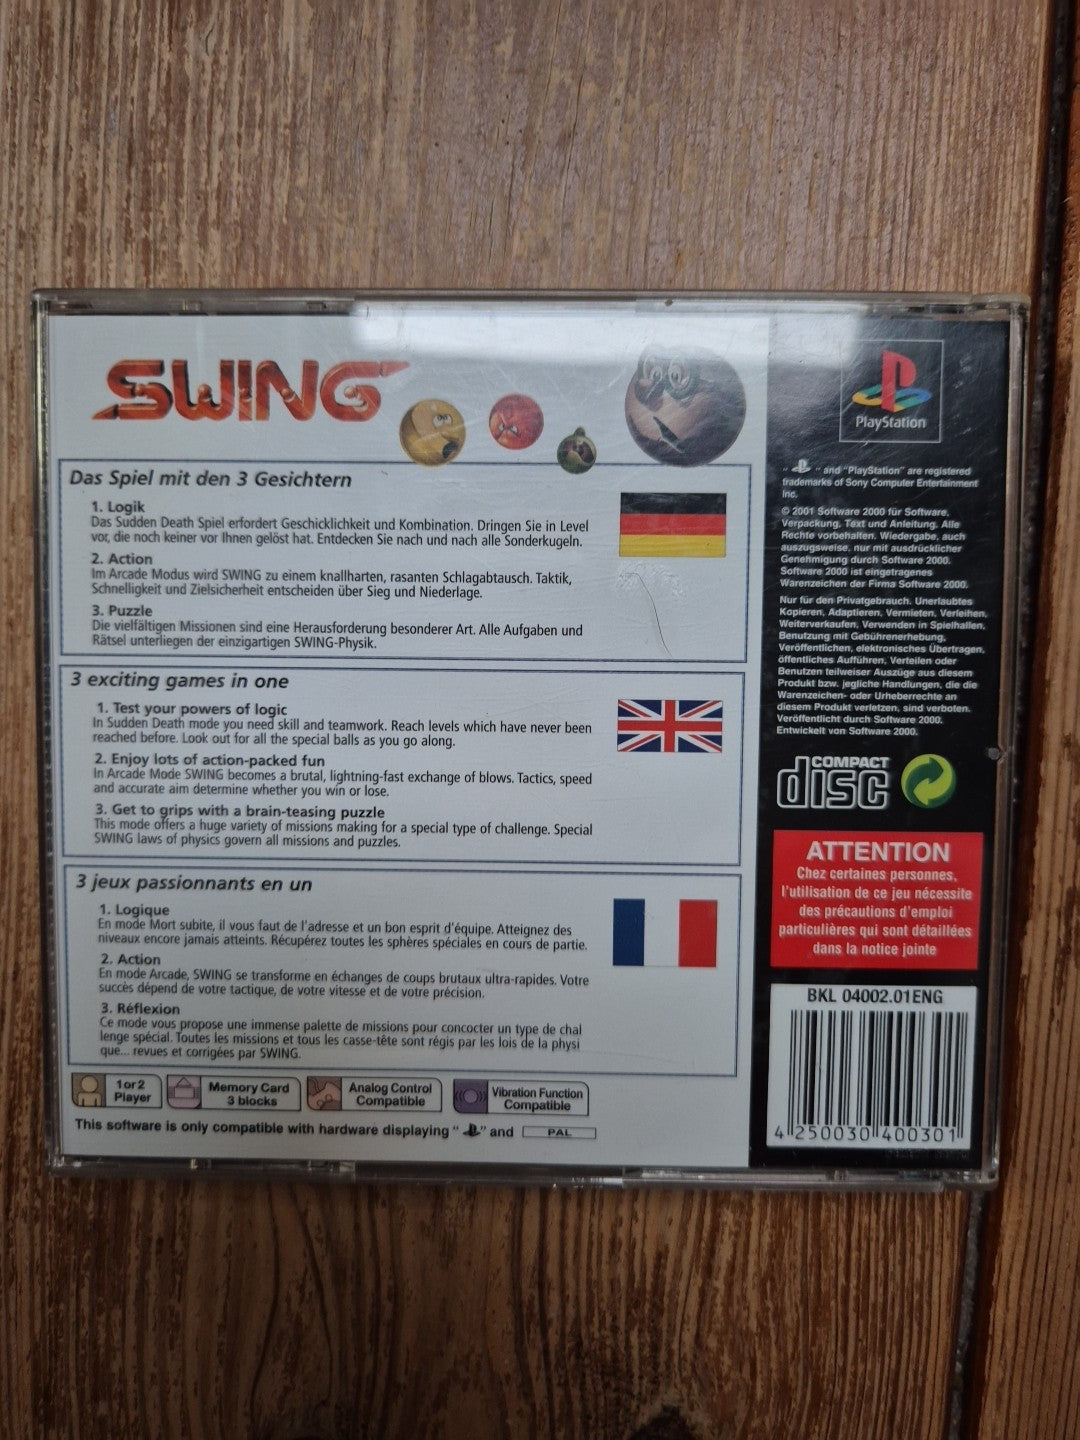 SWING
Das Spiel mit den 3 Gesichtern
1. Logik
Das Sudden Death Spiel erfordert Geschicklichkeit und Kombination. Dringen Sie in Level
vor, die noch keiner vor Ihnen gelöst hat. Entdecken Sie nach und nach alle Sonderkugeln.
2. Action
Im Arcade Modus wird SWING zu einem knallharten, rasanten Schlagabtausch. Taktik,
Schnelligkeit und Zielsicherheit entscheiden über Sieg und Niederlage.
3. Puzzle
Die vielfältigen Missionen sind eine Herausforderung besonderer Art. Alle Aufgaben und
Rätsel unterliegen der einzigartigen SWING-Physik.
3 exciting games in one
1. Test your powers of logic
In Sudden Death mode you need skill and teamwork. Reach levels which have never been
reached before. Look out for all the special balls as you go along.
2. Enjoy lots of action-packed fun
In Arcade Mode SWING becomes a brutal, lightning-fast exchange of blows. Tactics, speed
and accurate aim determine whether you win or lose.
3. Get to grips with a brain-teasing puzzle
This mode offers a huge variety of missions making for a special type of challenge. Special
SWING laws of physics govern all missions and puzzles.
3 jeux passionnants en un
1. Logique
En mode Mort subite, il vous faut de l'adresse et un bon esprit d'équipe. Atteignez des
niveaux encore jamais atteints. Récupérez toutes les sphères spéciales en cours de partie.
2. Action
En mode Arcade, SWING se transforme en échanges de coups brutaux ultra-rapides. Votre
succès dépend de votre tactique, de votre vitesse et de votre précision.
3. Réflexion
Ce mode vous propose une immense palette de missions pour concocter un type de chal
lenge spécial. Toutes les missions et tous les casse-tête sont régis par les lois de la physi
que... revues et corrigées par SWING.
1 or 2
Player
Memory Card
3 blocks
Analog Control
Compatible
Vibration Function
Compatible
This software is only compatible with hardware displaying " " and PAL
PlayStation
" " and "PlayStation" are registered
trademarks of Sony Computer Entertainment
Inc.
© 2001 Software 2000 für Software,
Verpackung, Text und Anleitung. Alle
Rechte vorbehalten. Wiedergabe, auch
auszugsweise, nur mit ausdrücklicher
Genehmigung durch Software 2000.
Software 2000 ist eingetragenes
Warenzeichen der Firma Software 2000.
Nur für den Privatgebrauch. Unerlaubtes
Kopieren, Adaptieren, Vermieten, Verleihen,
Weiterverkaufen, Verwenden in Spielhallen,
Benutzung mit Gebührenerhebung,
Veröffentlichen, elektronisches Übertragen,
öffentliches Aufführen, Verteilen oder
Benutzen teilweiser Auszüge aus diesem
Produkt bzw. jegliche Handlungen, die die
Warenzeichen- oder Urheberrechte an
diesem Produkt verletzen, sind verboten.
Veröffentlicht durch Software 2000.
Entwickelt von Software 2000.
COMPACT
disc
ATTENTION
Chez certaines personnes,
l'utilisation de ce jeu nécessite
des précautions d'emploi
particulières qui sont détaillées
dans la notice jointe
BKL 04002.01ENG
4 250030 400301